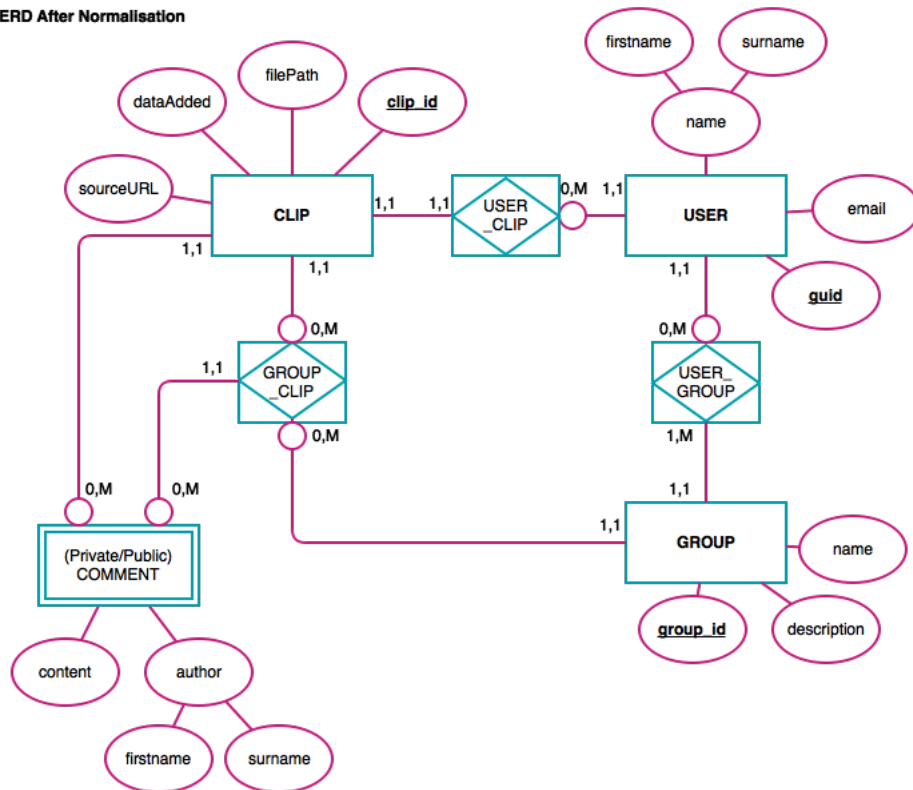 ERD After Normalisation
firstname
surname
filePath
dataAdded
clip_id
name
sourceURL
CLIP
1,1
1,1
USER
_CLIP
0,M
1,1
USER
email
1,1
1,1
1,1
guid
0,M
0,M
1,1
GROUP
_CLIP
USER_
GROUP
0,M
1,M
0,M
0,M
1,1
1,1
(Private/Public)
COMMENT
GROUP
name
group_id
description
content
author
firstname
surname